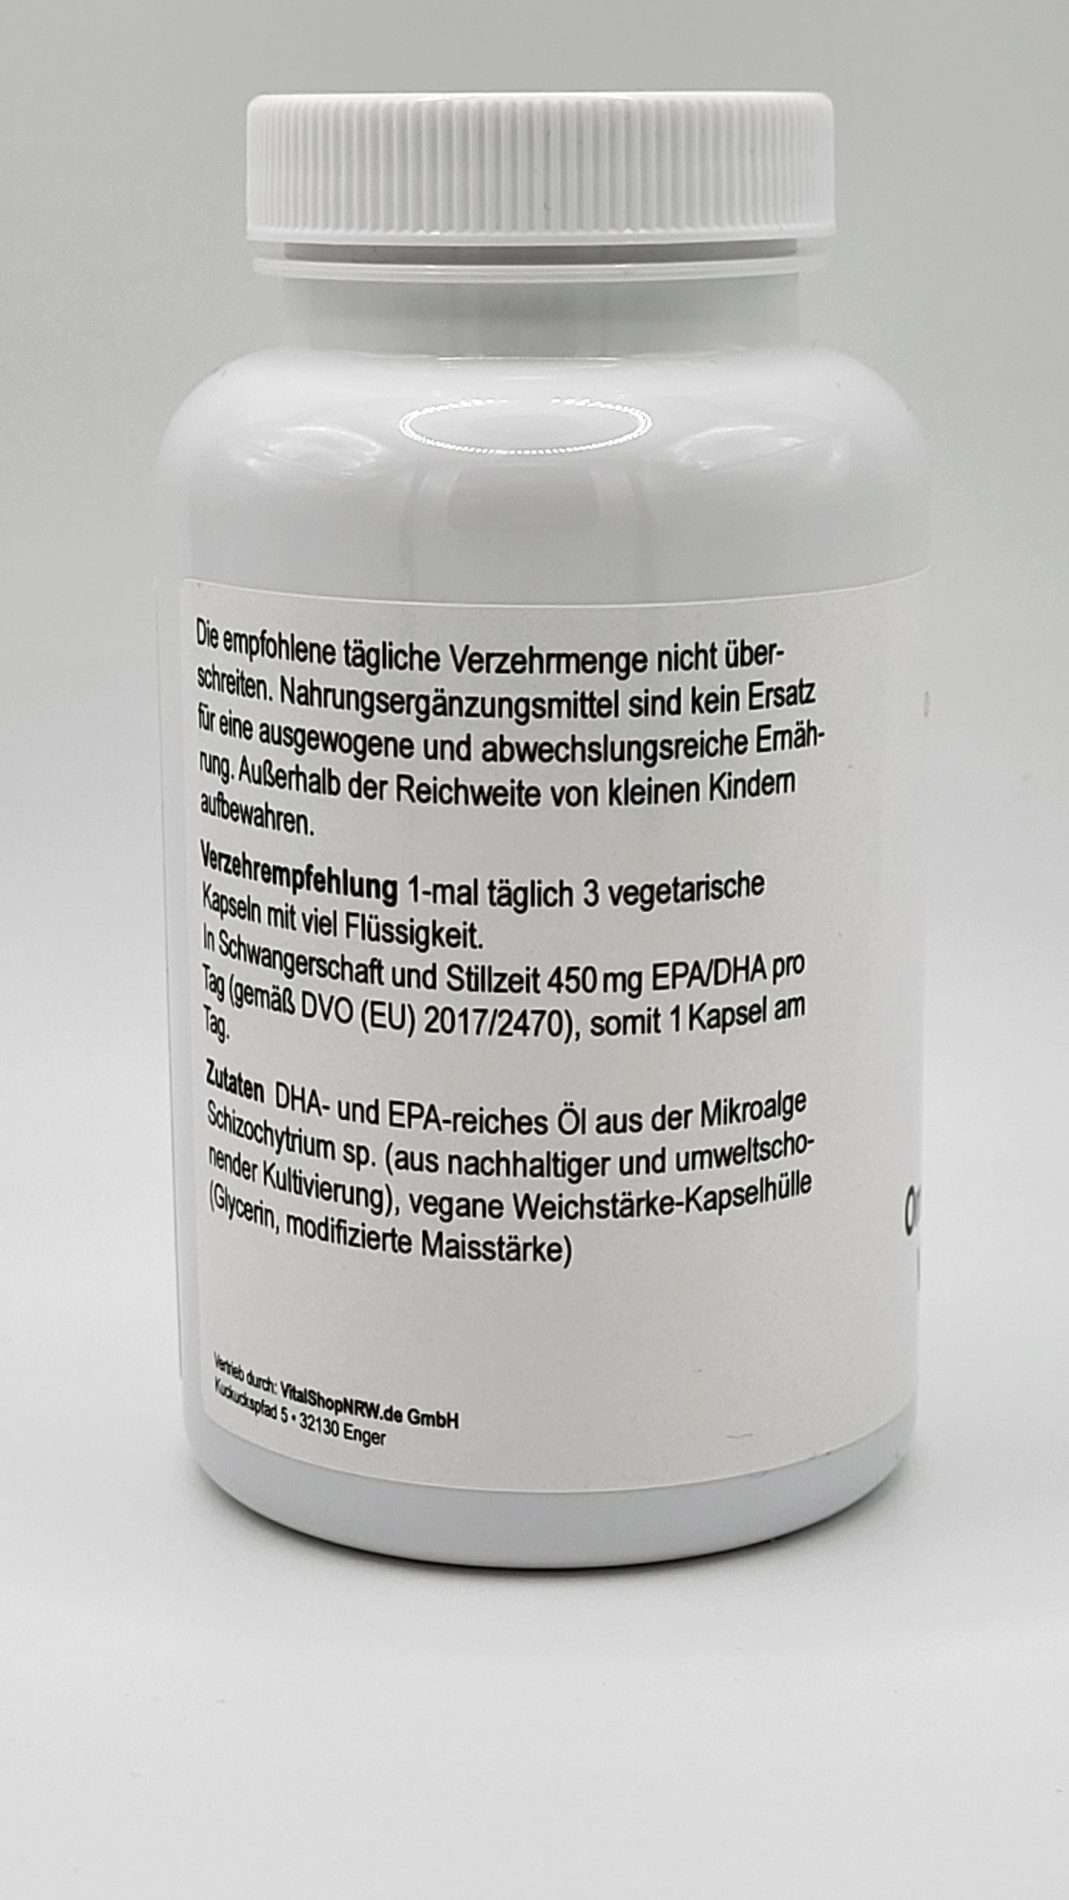 Die empfohlene tägliche Verzehrmenge nicht über-
schreiten. Nahrungsergänzungsmittel sind kein Ersatz
für eine ausgewogene und abwechslungsreiche Ernäh-
rung. Außerhalb der Reichweite von kleinen Kindern
aufbewahren.
Verzehrempfehlung 1-mal täglich 3 vegetarische
Kapseln mit viel Flüssigkeit.
In Schwangerschaft und Stillzeit 450 mg EPA/DHA pro
Tag (gemäß DVO (EU) 2017/2470), somit 1 Kapsel am
Tag.
Zutaten DHA- und EPA-reiches Öl aus der Mikroalge
Schizochytrium sp. (aus nachhaltiger und umweltscho-
nender Kultivierung), vegane Weichstärke-Kapselhülle
(Glycerin, modifizierte Maisstärke)
Vertrieb durch: VitalShopNRW.de GmbH
Kuckuckspfad 5 • 32130 Enger